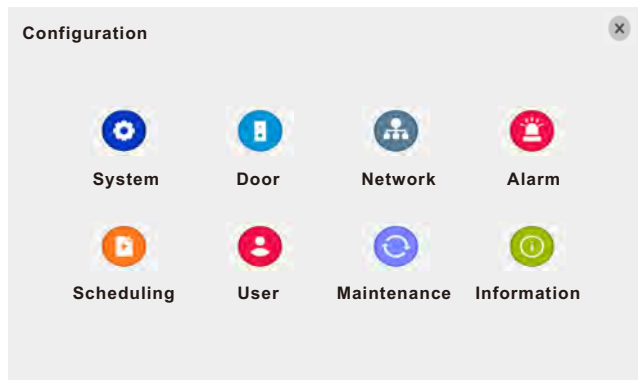 Configuration
System Door Network Alarm
Scheduling User Maintenance Information